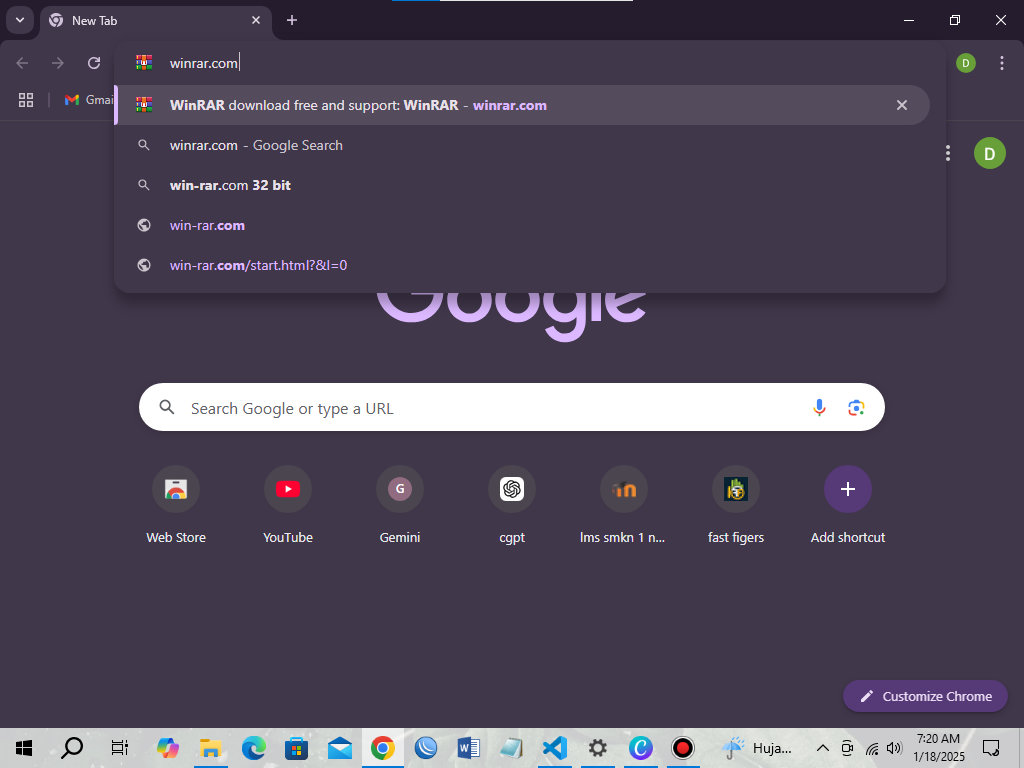 New Tab
winrar.com
D
Gmai
WinRAR download free and support: WinRAR - winrar.com
winrar.com - Google Search
D
win-rar.com 32 bit
win-rar.com
win-rar.com/start.html?&l=0
Google
Search Google or type a URL
G
Web Store
YouTube
Gemini
cgpt
lms smkn 1 n...
fast figers
Add shortcut
Customize Chrome
Huja...
7:20 AM
1/18/2025